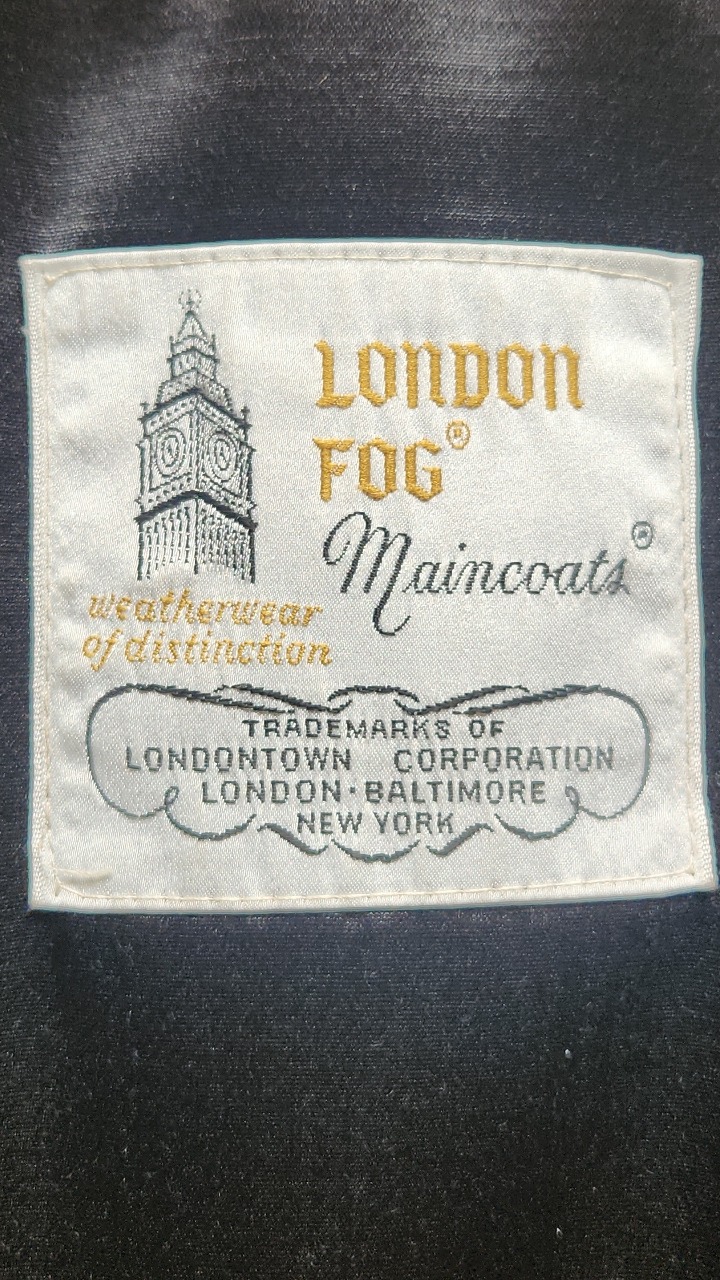 LONDON
FOG®
Maincoats®
weatherwear
of distinction
TRADEMARKS OF
LONDONTOWN CORPORATION
LONDON·BALTIMORE
NEW YORK